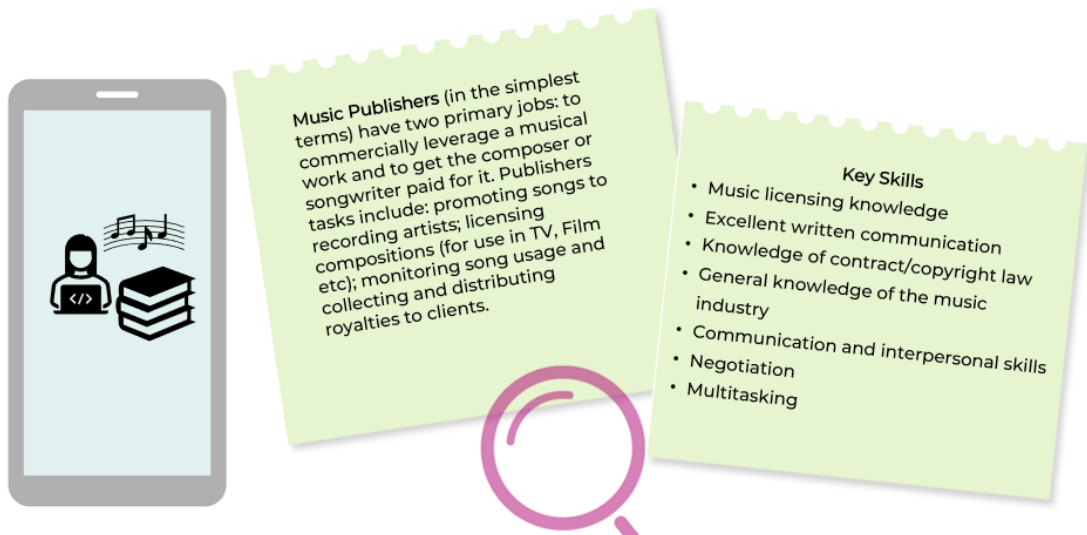 Music Publishers (in the simplest
terms) have two primary jobs: to
commercially leverage a musical
work and to get the composer or
songwriter paid for it. Publishers
tasks include: promoting songs to
recording artists; licensing
compositions (for use in TV, Film
etc); monitoring song usage and
collecting and distributing
royalties to clients.
Key Skills
• Music licensing knowledge
• Excellent written communication
• Knowledge of contract/copyright law
• General knowledge of the music
industry
• Communication and interpersonal skills
• Negotiation
• Multitasking